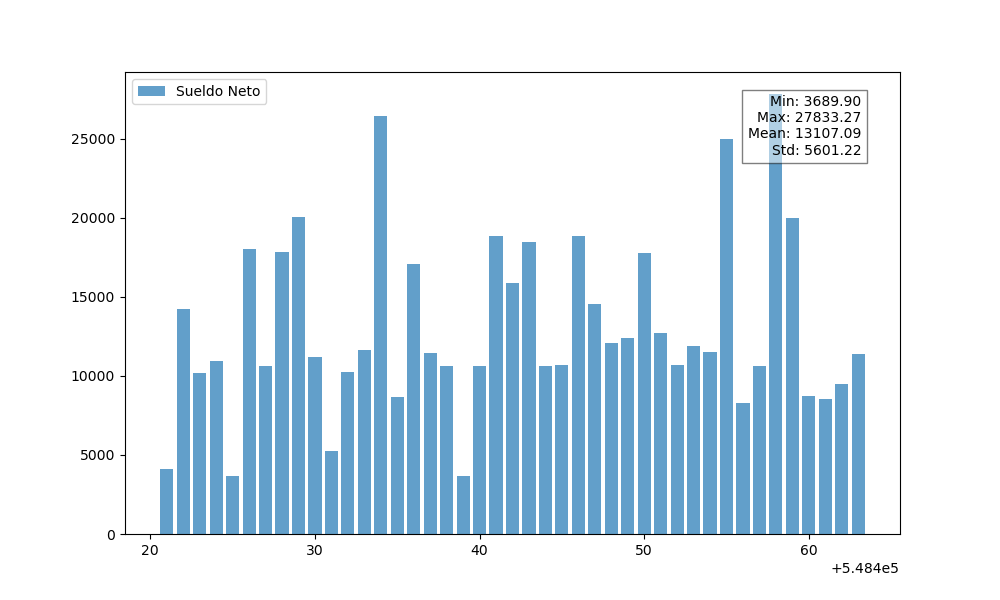 Sueldo Neto
Min: 3689.90
Max: 27833.27
Mean: 13107.09
Std: 5601.22
25000
20000
15000
10000
5000
0
20 30 40 50 60
+5.484e5